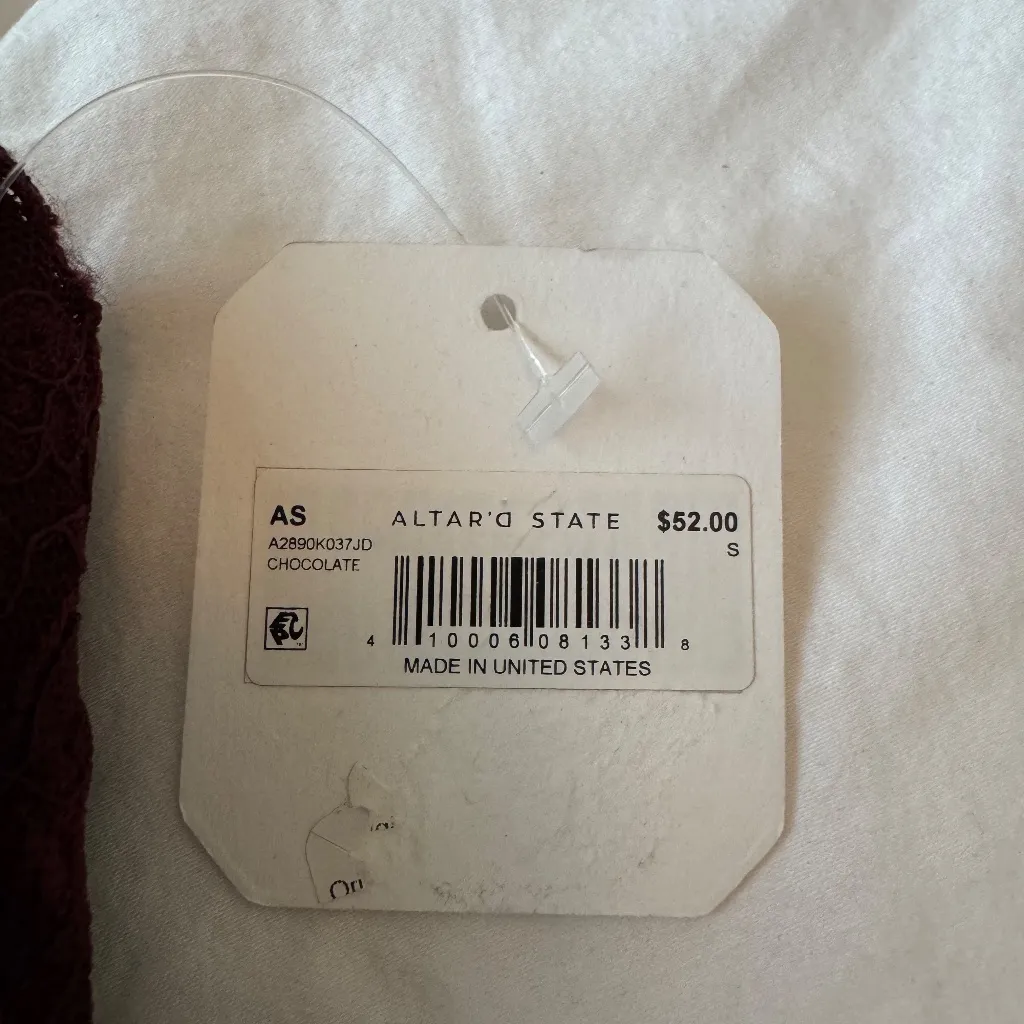 AS ALTAR'D STATE $52.00
A2890K037JD S
CHOCOLATE
4 10006 08133 8
MADE IN UNITED STATES